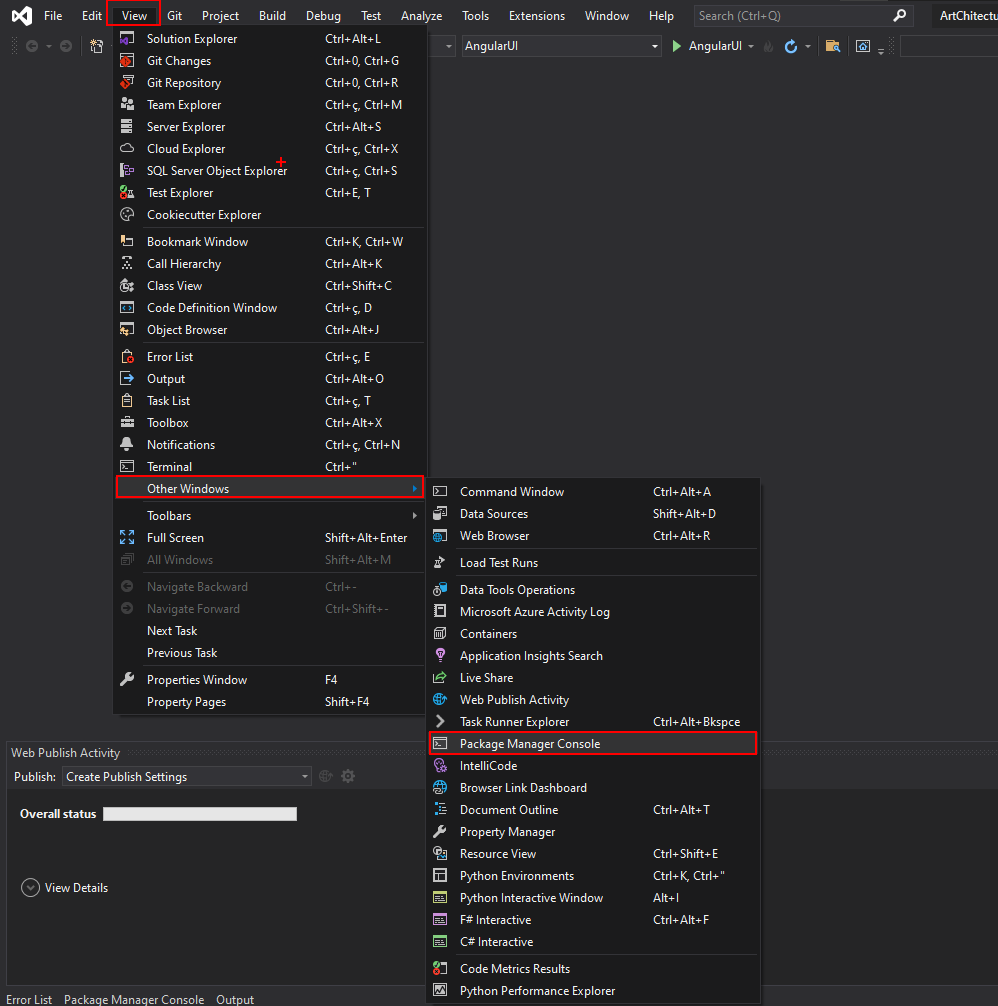 File Edit View Git Project Build Debug Test Analyze Tools Extensions Window Help Search (Ctrl+Q)
AngularUI AngularUI
Solution Explorer Ctrl+Alt+L
Git Changes Ctrl+0, Ctrl+G
Git Repository Ctrl+0, Ctrl+R
Team Explorer Ctrl+ç, Ctrl+M
Server Explorer Ctrl+Alt+S
Cloud Explorer Ctrl+ç, Ctrl+X
SQL Server Object Explorer Ctrl+ç, Ctrl+S
Test Explorer Ctrl+E, T
Cookiecutter Explorer
Bookmark Window Ctrl+K, Ctrl+W
Call Hierarchy Ctrl+Alt+K
Class View Ctrl+Shift+C
Code Definition Window Ctrl+ç, D
Object Browser Ctrl+Alt+J
Error List Ctrl+ç, E
Output Ctrl+Alt+O
Task List Ctrl+ç, T
Toolbox Ctrl+Alt+X
Notifications Ctrl+ç, Ctrl+N
Terminal Ctrl+"
Other Windows
Toolbars
Full Screen Shift+Alt+Enter
All Windows Shift+Alt+M
Navigate Backward Ctrl+-
Navigate Forward Ctrl+Shift+-
Next Task
Previous Task
Properties Window F4
Property Pages Shift+F4
Command Window Ctrl+Alt+A
Data Sources Shift+Alt+D
Web Browser Ctrl+Alt+R
Load Test Runs
Data Tools Operations
Microsoft Azure Activity Log
Containers
Application Insights Search
Live Share
Web Publish Activity
Task Runner Explorer Ctrl+Alt+Bkspce
Package Manager Console
IntelliCode
Browser Link Dashboard
Document Outline Ctrl+Alt+T
Property Manager
Resource View Ctrl+Shift+E
Python Environments Ctrl+K, Ctrl+"
Python Interactive Window Alt+I
F# Interactive Ctrl+Alt+F
C# Interactive
Code Metrics Results
Python Performance Explorer
Web Publish Activity
Publish: Create Publish Settings
Overall status
View Details
Error List Package Manager Console Output